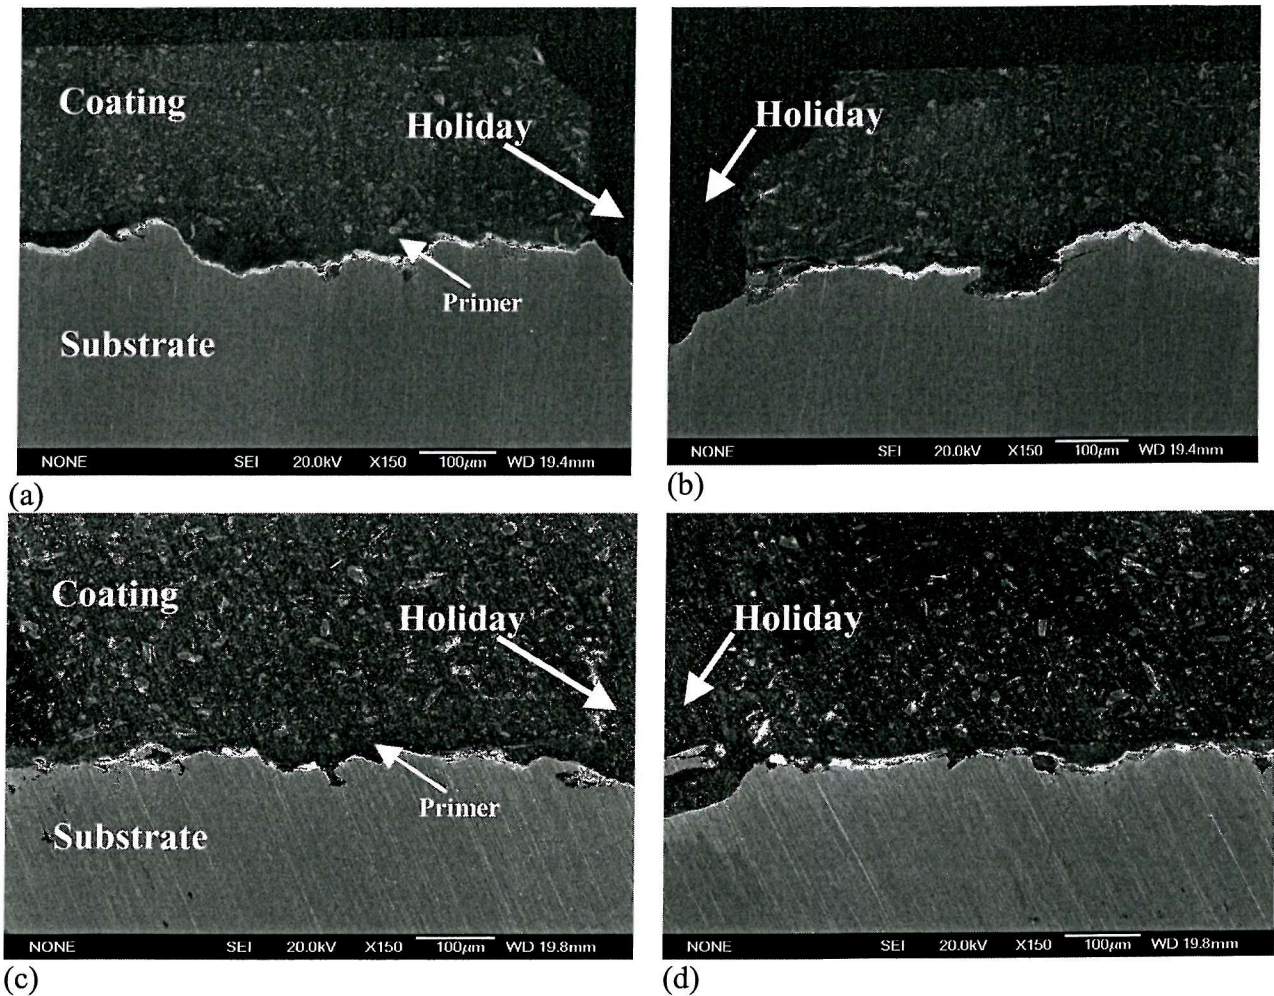 Coating
Holiday
Primer
Substrate
NONE SEI 20.0kV X150 100µm WD 19.4mm
(a)
Holiday
NONE SEI 20.0kV X150 100µm WD 19.4mm
(b)
Coating
Holiday
Primer
Substrate
NONE SEI 20.0kV X150 100µm WD 19.8mm
(c)
Holiday
NONE SEI 20.0kV X150 100µm WD 19.8mm
(d)